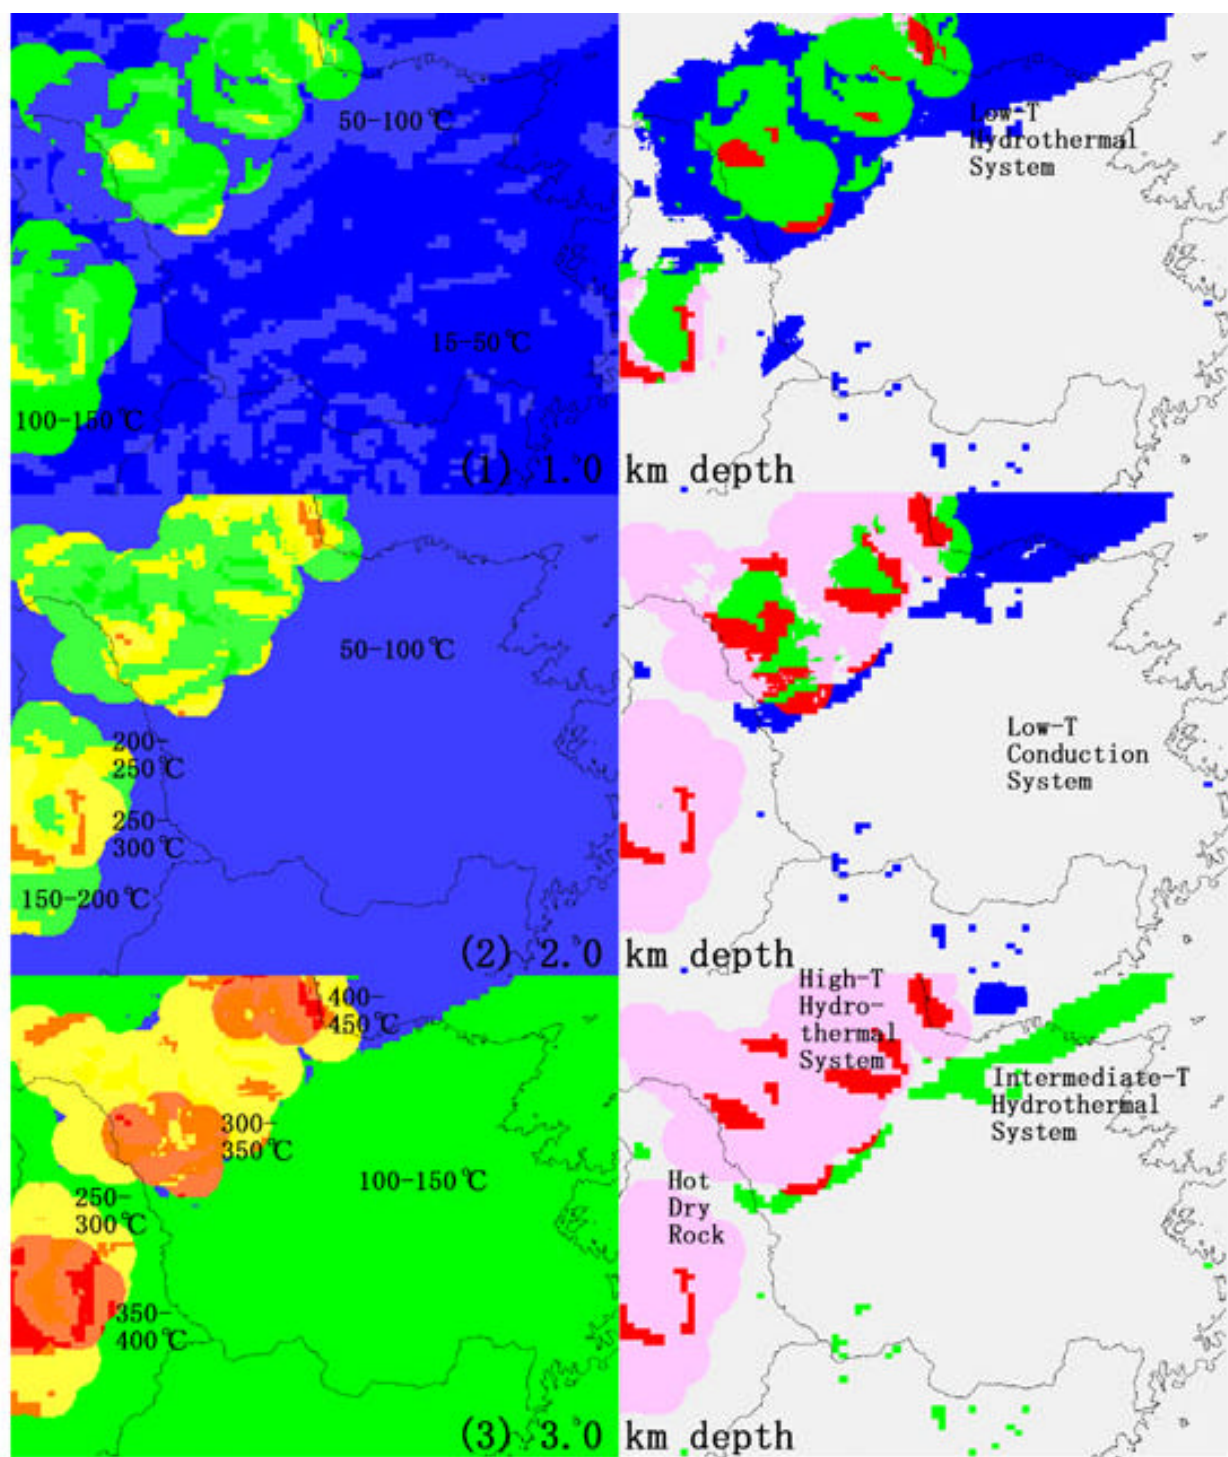 50-100℃
Low-T
Hydrothermal
System
15-50℃
100-150℃
(1) 1.0 km depth
50-100℃
200-
250℃
Low-T
Conduction
System
250-
300℃
150-200℃
(2) 2.0 km depth
400-
450℃
High-T
Hydro-
thermal
System
Intermediate-T
Hydrothermal
System
300-
350℃
100-150℃
250-
300℃
Hot
Dry
Rock
350-
400℃
(3) 3.0 km depth